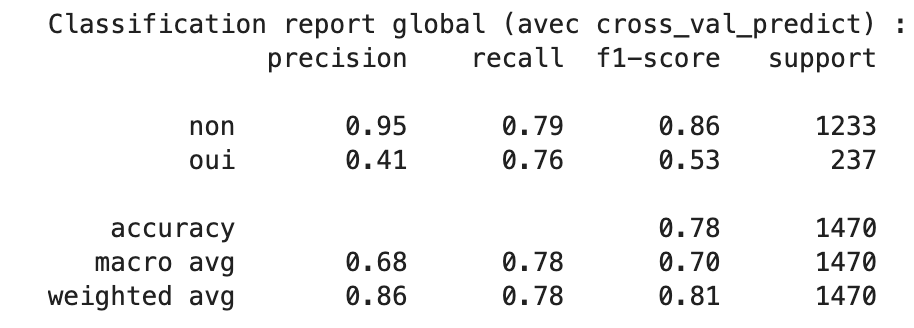 Classification report global (avec cross_val_predict) :
precision recall f1-score support
non 0.95 0.79 0.86 1233
oui 0.41 0.76 0.53 237
accuracy 0.78 1470
macro avg 0.68 0.78 0.70 1470
weighted avg 0.86 0.78 0.81 1470